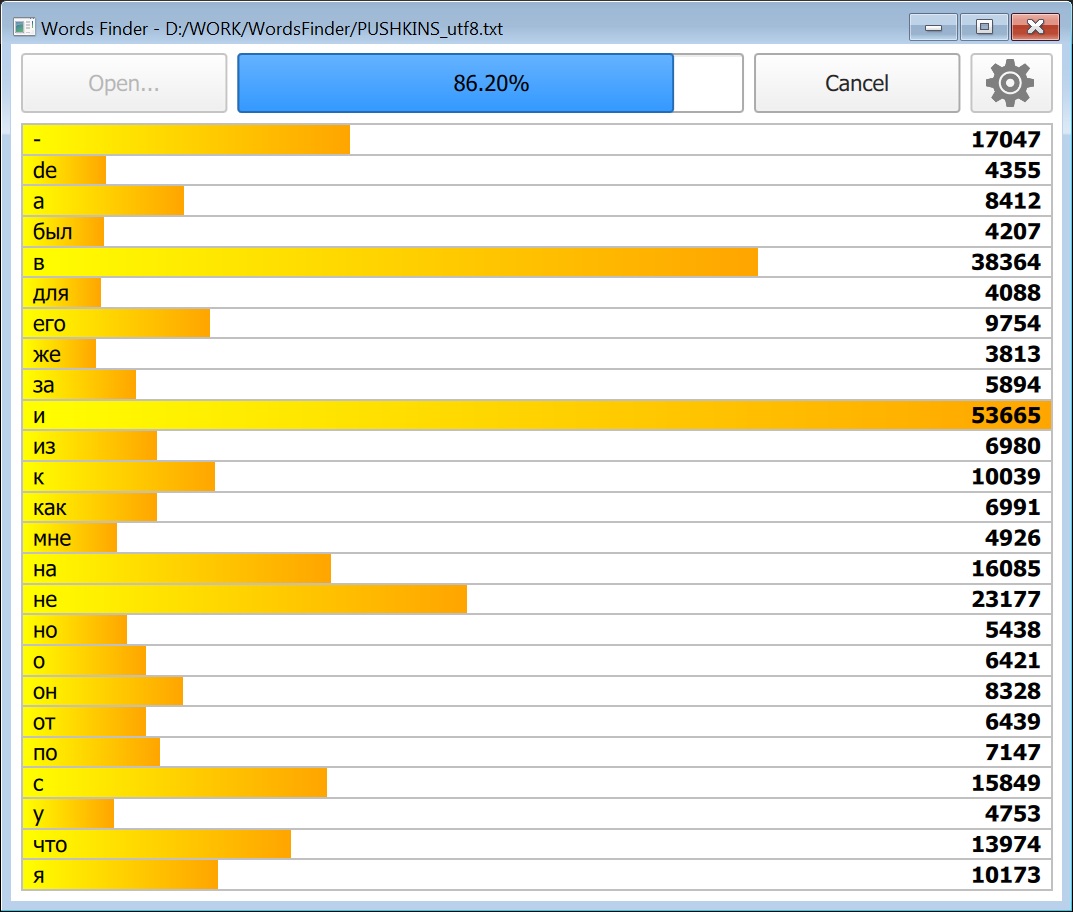 Words Finder - D:/WORK/WordsFinder/PUSHKINS_utf8.txt
Open... 86.20% Cancel
- 17047
de 4355
а 8412
был 4207
в 38364
для 4088
его 9754
же 3813
за 5894
и 53665
из 6980
к 10039
как 6991
мне 4926
на 16085
не 23177
но 5438
о 6421
он 8328
от 6439
по 7147
с 15849
у 4753
что 13974
я 10173